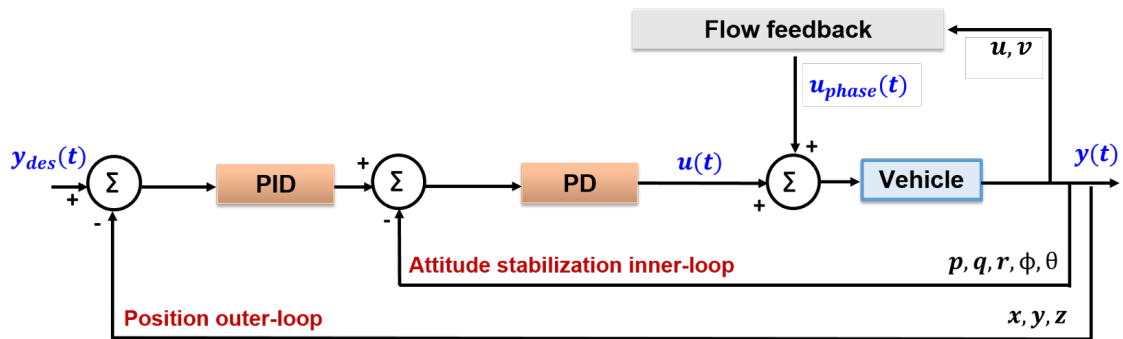 Flow feedback
u, v
u_phase(t)
y_des(t)
+
-
Σ
PID
+
-
Σ
PD
u(t)
+
+
Σ
Vehicle
y(t)
Attitude stabilization inner-loop
p, q, r, ϕ, θ
Position outer-loop
x, y, z